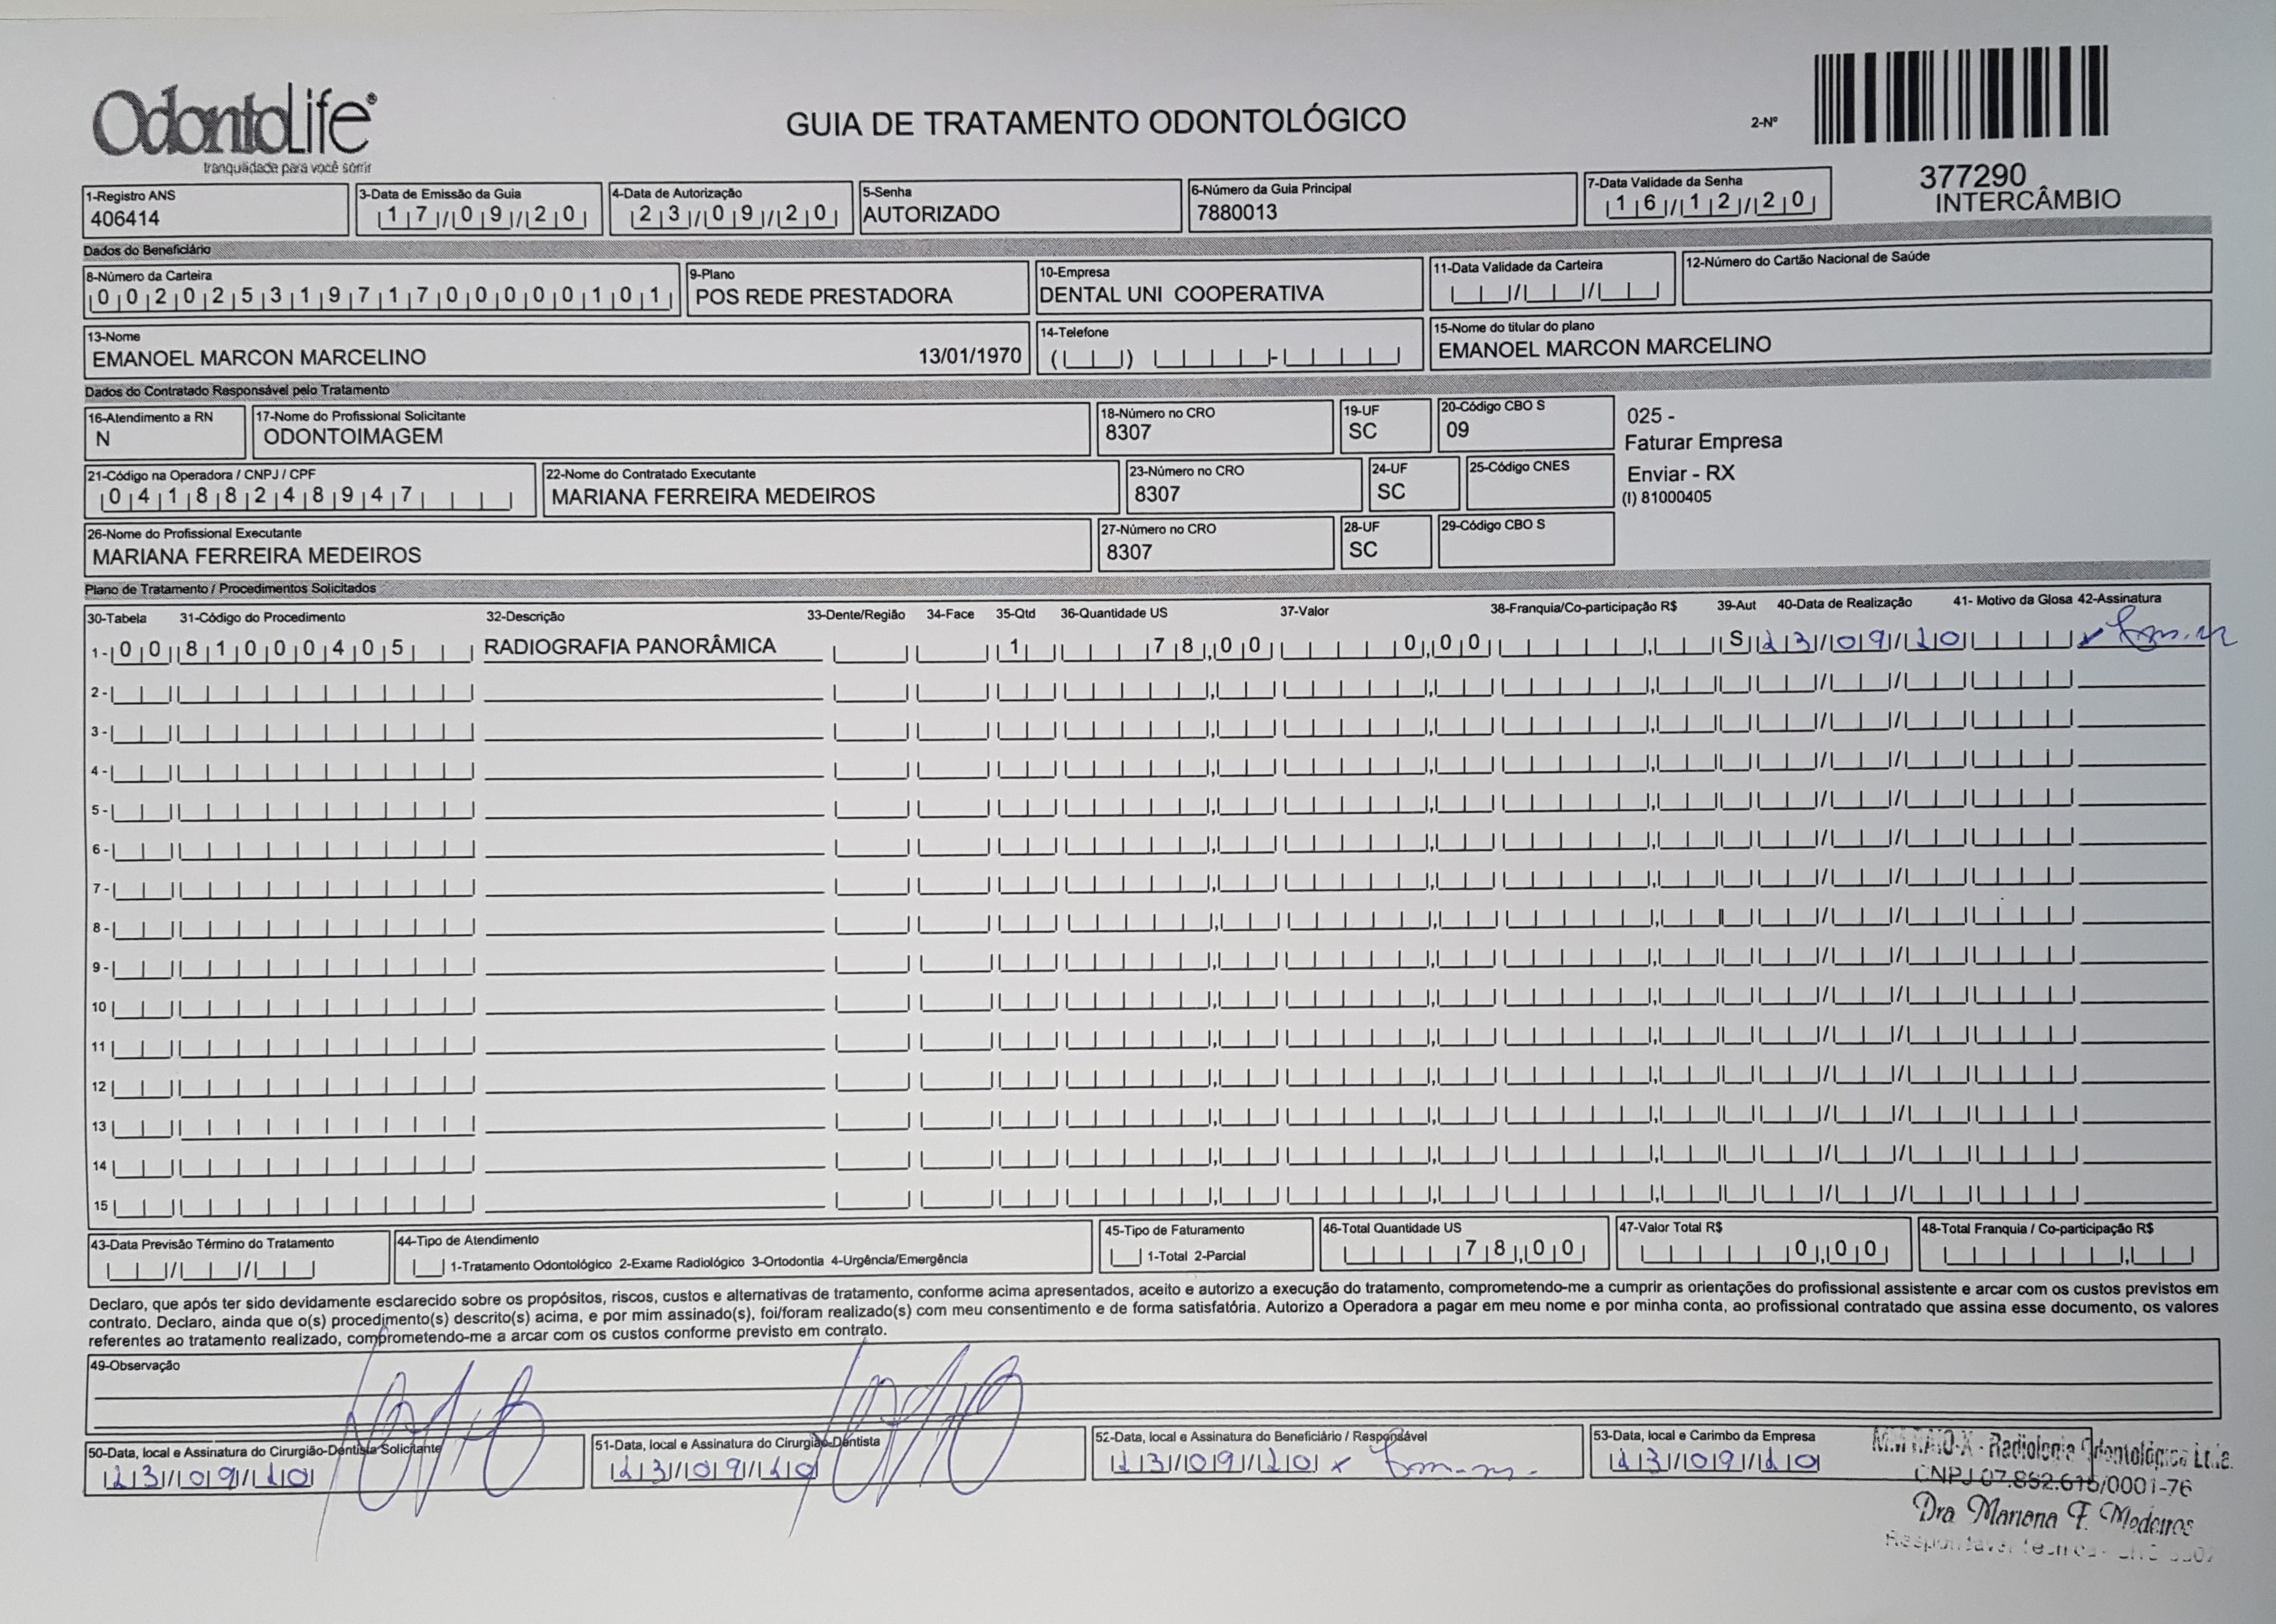 OdontoLife®
tranquilidade para você sorrir
GUIA DE TRATAMENTO ODONTOLÓGICO
2-Nº
377290
INTERCÂMBIO
1-Registro ANS
406414
3-Data de Emissão da Guia
17/09/20
4-Data de Autorização
23/09/20
5-Senha
AUTORIZADO
6-Número da Guia Principal
7880013
7-Data Validade da Senha
16/12/20
Dados do Beneficiário
8-Número da Carteira
00202531971700000101
9-Plano
POS REDE PRESTADORA
10-Empresa
DENTAL UNI COOPERATIVA
11-Data Validade da Carteira
12-Número do Cartão Nacional de Saúde
13-Nome
EMANOEL MARCON MARCELINO 13/01/1970
14-Telefone
15-Nome do titular do plano
EMANOEL MARCON MARCELINO
Dados do Contratado Responsável pelo Tratamento
16-Atendimento a RN
N
17-Nome do Profissional Solicitante
ODONTOIMAGEM
18-Número no CRO
8307
19-UF
SC
20-Código CBO S
09
025 -
Faturar Empresa
Enviar - RX
(I) 81000405
21-Código na Operadora / CNPJ / CPF
04188248947
22-Nome do Contratado Executante
MARIANA FERREIRA MEDEIROS
23-Número no CRO
8307
24-UF
SC
25-Código CNES
26-Nome do Profissional Executante
MARIANA FERREIRA MEDEIROS
27-Número no CRO
8307
28-UF
SC
29-Código CBO S
Plano de Tratamento / Procedimentos Solicitados
30-Tabela 31-Código do Procedimento 32-Descrição 33-Dente/Região 34-Face 35-Qtd 36-Quantidade US 37-Valor 38-Franquia/Co-participação R$ 39-Aut 40-Data de Realização 41- Motivo da Glosa 42-Assinatura
1- 00 81000405 RADIOGRAFIA PANORÂMICA 1 78,00 0,00 S 23/09/20
2-
3-
4-
5-
6-
7-
8-
9-
10
11
12
13
14
15
43-Data Previsão Término do Tratamento
44-Tipo de Atendimento
1-Tratamento Odontológico 2-Exame Radiológico 3-Ortodontia 4-Urgência/Emergência
45-Tipo de Faturamento
1-Total 2-Parcial
46-Total Quantidade US
78,00
47-Valor Total R$
0,00
48-Total Franquia / Co-participação R$
Declaro, que após ter sido devidamente esclarecido sobre os propósitos, riscos, custos e alternativas de tratamento, conforme acima apresentados, aceito e autorizo a execução do tratamento, comprometendo-me a cumprir as orientações do profissional assistente e arcar com os custos previstos em
contrato. Declaro, ainda que o(s) procedimento(s) descrito(s) acima, e por mim assinado(s), foi/foram realizado(s) com meu consentimento e de forma satisfatória. Autorizo a Operadora a pagar em meu nome e por minha conta, ao profissional contratado que assina esse documento, os valores
referentes ao tratamento realizado, comprometendo-me a arcar com os custos conforme previsto em contrato.
49-Observação
50-Data, local e Assinatura do Cirurgião-Dentista Solicitante
23/09/20
51-Data, local e Assinatura do Cirurgião-Dentista
23/09/20
52-Data, local e Assinatura do Beneficiário / Responsável
23/09/20 x
53-Data, local e Carimbo da Empresa
23/09/20
RAIO-X - Radiologia Odontológica Ltda.
CNPJ 07.852.615/0001-76
Dra Mariana F. Medeiros